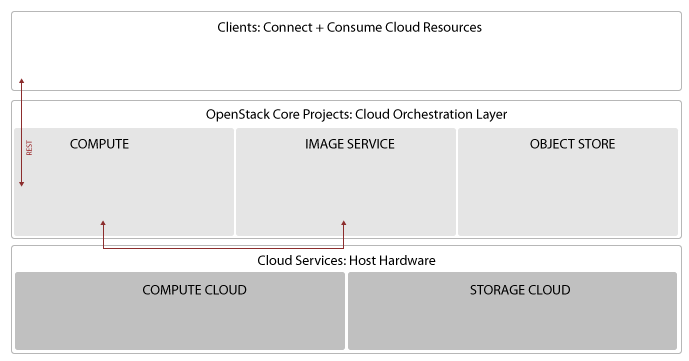 Clients: Connect + Consume Cloud Resources
OpenStack Core Projects: Cloud Orchestration Layer
COMPUTE
IMAGE SERVICE
OBJECT STORE
REST
Cloud Services: Host Hardware
COMPUTE CLOUD
STORAGE CLOUD